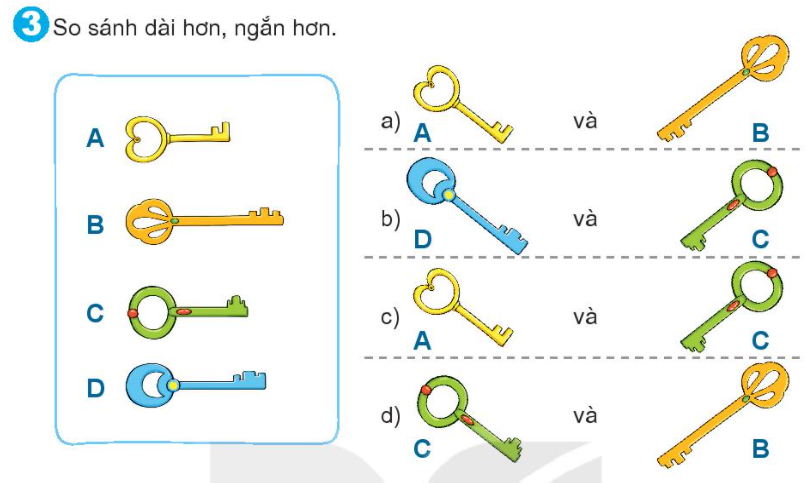 3 So sánh dài hơn, ngắn hơn.
A
B
C
D
a) A và B
b) D và C
c) A và C
d) C và B